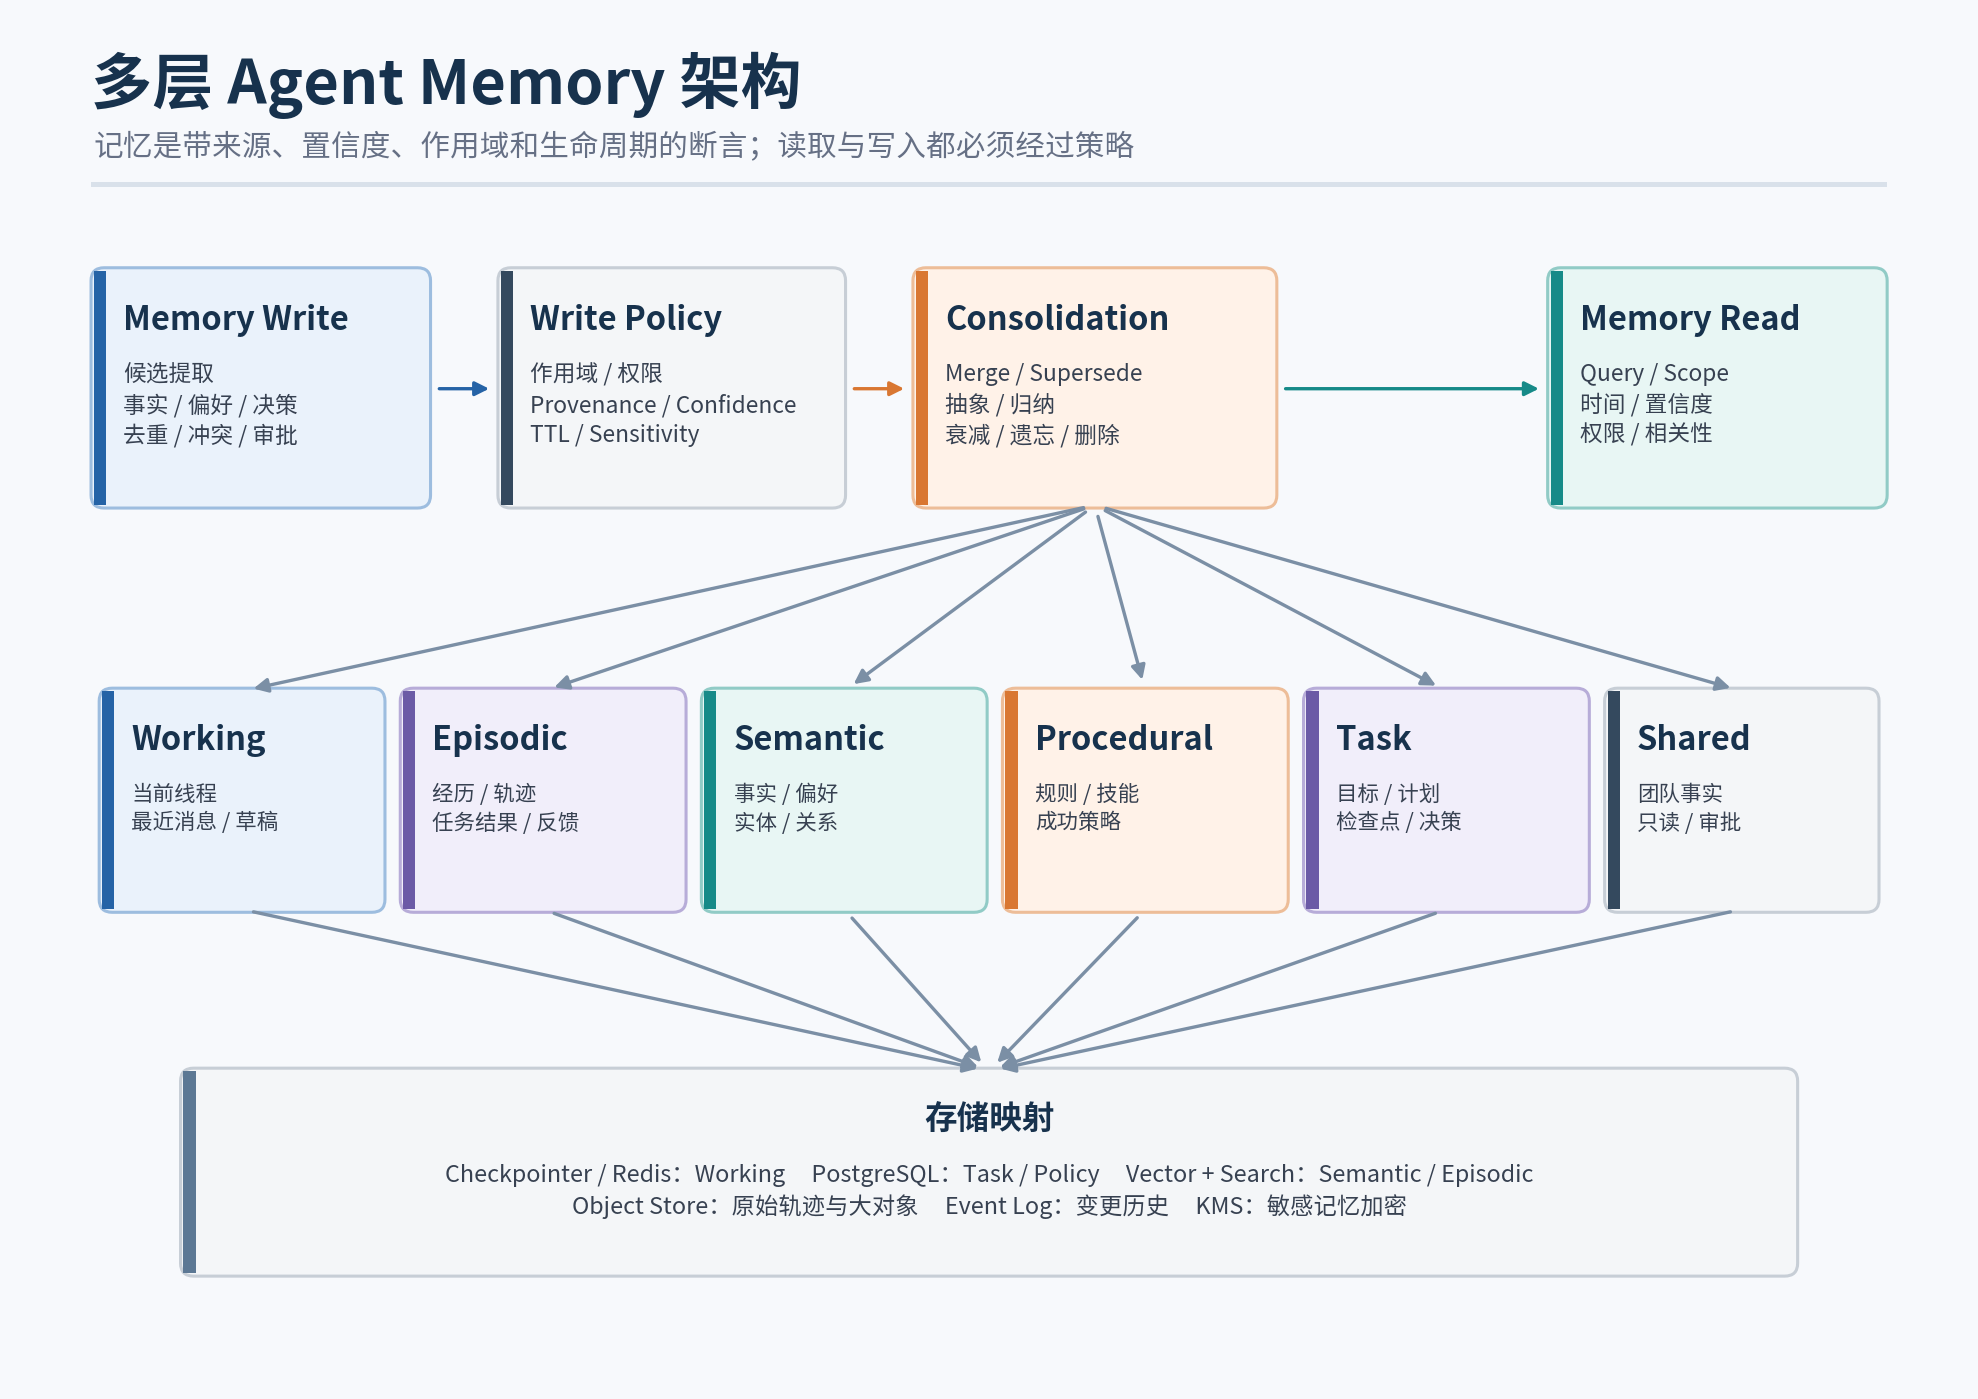 多层 Agent Memory 架构
记忆是带来源、置信度、作用域和生命周期的断言；读取与写入都必须经过策略
Memory Write
候选提取
事实 / 偏好 / 决策
去重 / 冲突 / 审批
Write Policy
作用域 / 权限
Provenance / Confidence
TTL / Sensitivity
Consolidation
Merge / Supersede
抽象 / 归纳
衰减 / 遗忘 / 删除
Memory Read
Query / Scope
时间 / 置信度
权限 / 相关性
Working
当前线程
最近消息 / 草稿
Episodic
经历 / 轨迹
任务结果 / 反馈
Semantic
事实 / 偏好
实体 / 关系
Procedural
规则 / 技能
成功策略
Task
目标 / 计划
检查点 / 决策
Shared
团队事实
只读 / 审批
存储映射
Checkpointer / Redis：Working PostgreSQL：Task / Policy Vector + Search：Semantic / Episodic
Object Store：原始轨迹与大对象 Event Log：变更历史 KMS：敏感记忆加密